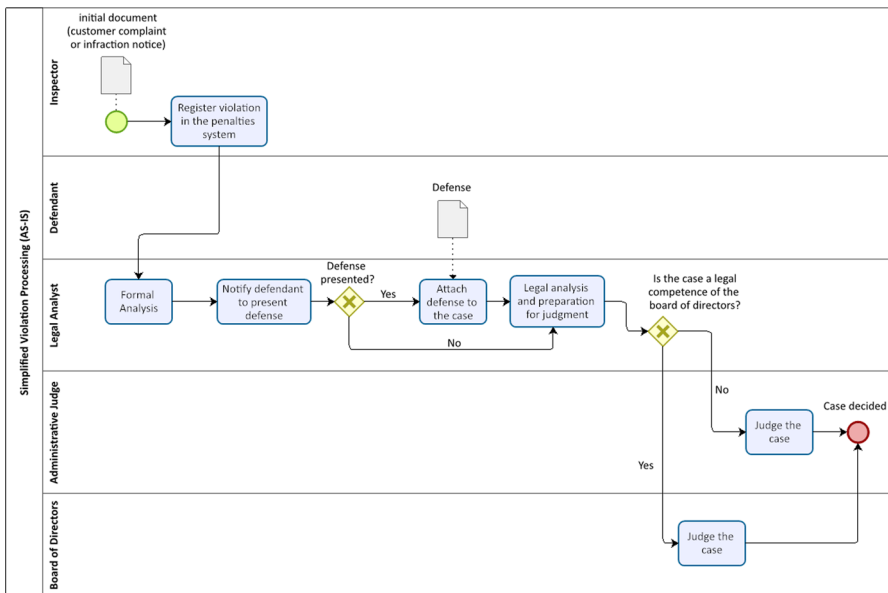 Simplified Violation Processing (AS-IS)
Inspector
initial document
(customer complaint
or infraction notice)
Register violation
in the penalties
system
Defendant
Defense
Legal Analyst
Formal
Analysis
Notify defendant
to present
defense
Defense
presented?
Yes
No
Attach
defense to
the case
Legal analysis
and preparation
for judgment
Is the case a legal
competence of the
board of directors?
No
Yes
Administrative Judge
Judge the
case
Case decided
Board of Directors
Judge the
case